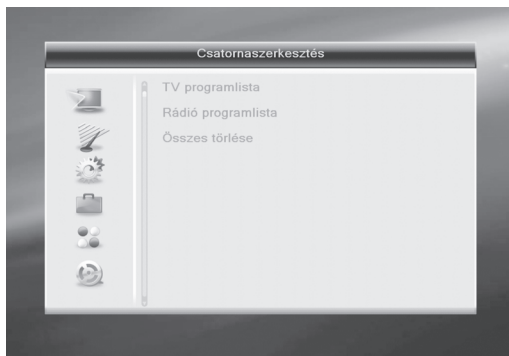 Csatornaszerkesztés
TV programlista
Rádió programlista
Összes törlése